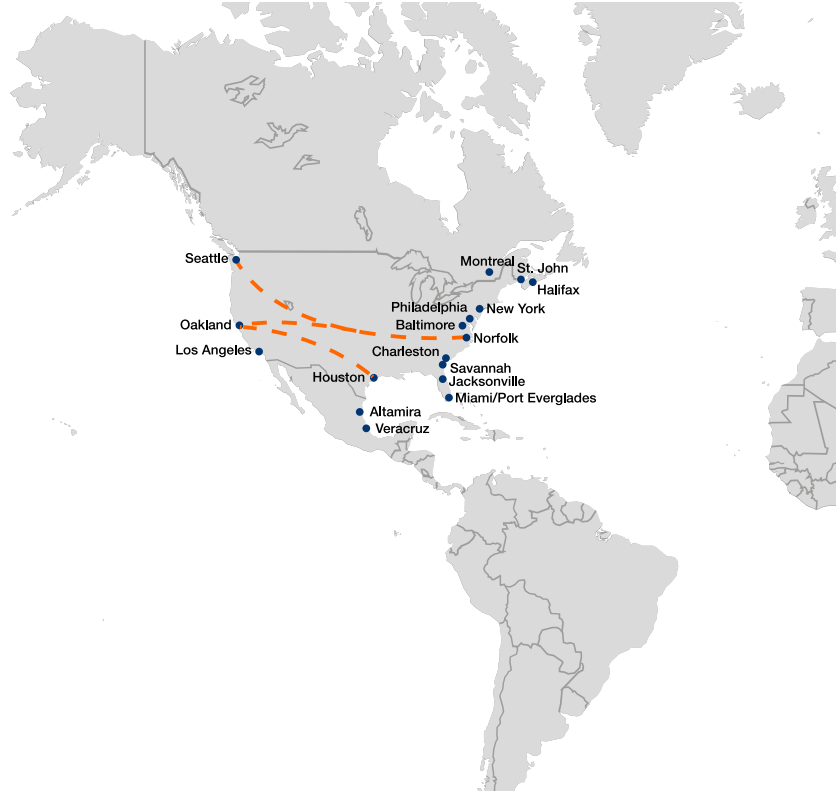 Seattle
Montreal
St. John
Halifax
Philadelphia
New York
Oakland
Baltimore
Norfolk
Los Angeles
Charleston
Savannah
Houston
Jacksonville
Miami/Port Everglades
Altamira
Veracruz